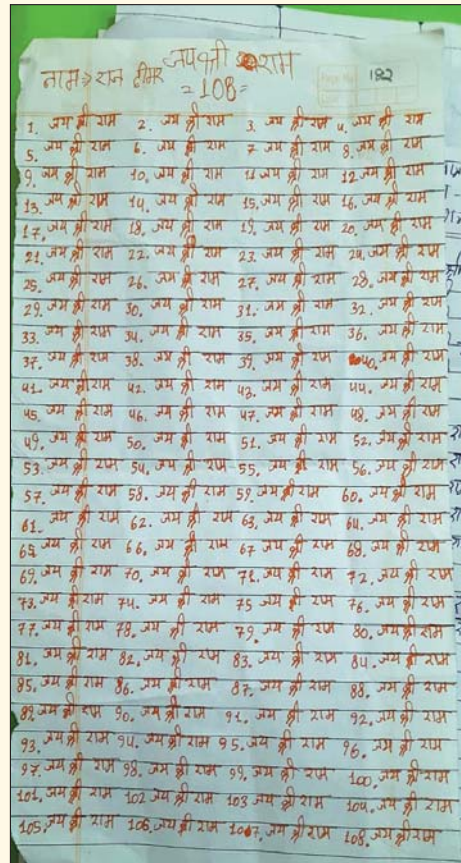 जय श्री राम
नाम → राज ठीमर
Page No. 182
=108=
1. जय श्री राम 2. जय श्री राम 3. जय श्री राम 4. जय श्री राम
5. जय श्री राम 6. जय श्री राम 7 जय श्री राम 8. जय श्री राम
9. जय श्री राम 10. जय श्री राम 11 जय श्री राम 12. जय श्री राम
13. जय श्री राम 14. जय श्री राम 15. जय श्री राम 16. जय श्री राम
17. जय श्री राम 18. जय श्री राम 19. जय श्री राम 20. जय श्री राम
21. जय श्री राम 22. जय श्री राम 23 जय श्री राम 24. जय श्री राम
25. जय श्री राम 26. जय श्री राम 27. जय श्री राम 28. जय श्री राम
29. जय श्री राम 30. जय श्री राम 31. जय श्री राम 32. जय श्री राम
33. जय श्री राम 34. जय श्री राम 35. जय श्री राम 36. जय श्री राम
37. जय श्री राम 38. जय श्री राम 39. जय श्री राम 40. जय श्री राम
41. जय श्री राम 42. जय श्री राम 43. जय श्री राम 44. जय श्री राम
45. जय श्री राम 46. जय श्री राम 47. जय श्री राम 48. जय श्री राम
49. जय श्री राम 50. जय श्री राम 51. जय श्री राम 52. जय श्री राम
53. जय श्री राम 54. जय श्री राम 55. जय श्री राम 56. जय श्री राम
57. जय श्री राम 58. जय श्री राम 59. जय श्री राम 60. जय श्री राम
61. जय श्री राम 62. जय श्री राम 63. जय श्री राम 64. जय श्री राम
65 जय श्री राम 66. जय श्री राम 67 जय श्री राम 68. जय श्री राम
69. जय श्री राम 70. जय श्री राम 71. जय श्री राम 72. जय श्री राम
73. जय श्री राम 74. जय श्री राम 75 जय श्री राम 76. जय श्री राम
77. जय श्री राम 78. जय श्री राम 79. जय श्री राम 80. जय श्री राम
81. जय श्री राम 82. जय श्री राम 83. जय श्री राम 84. जय श्री राम
85. जय श्री राम 86. जय श्री राम 87. जय श्री राम 88. जय श्री राम
89. जय श्री राम 90. जय श्री राम 91. जय श्री राम 92. जय श्री राम
93. जय श्री राम 94. जय श्री राम 95. जय श्री राम 96. जय श्री राम
97. जय श्री राम 98. जय श्री राम 99. जय श्री राम 100. जय श्री राम
101. जय श्री राम 102 जय श्री राम 103 जय श्री राम 104. जय श्री राम
105. जय श्री राम 106. जय श्री राम 107. जय श्री राम 108. जय श्री राम